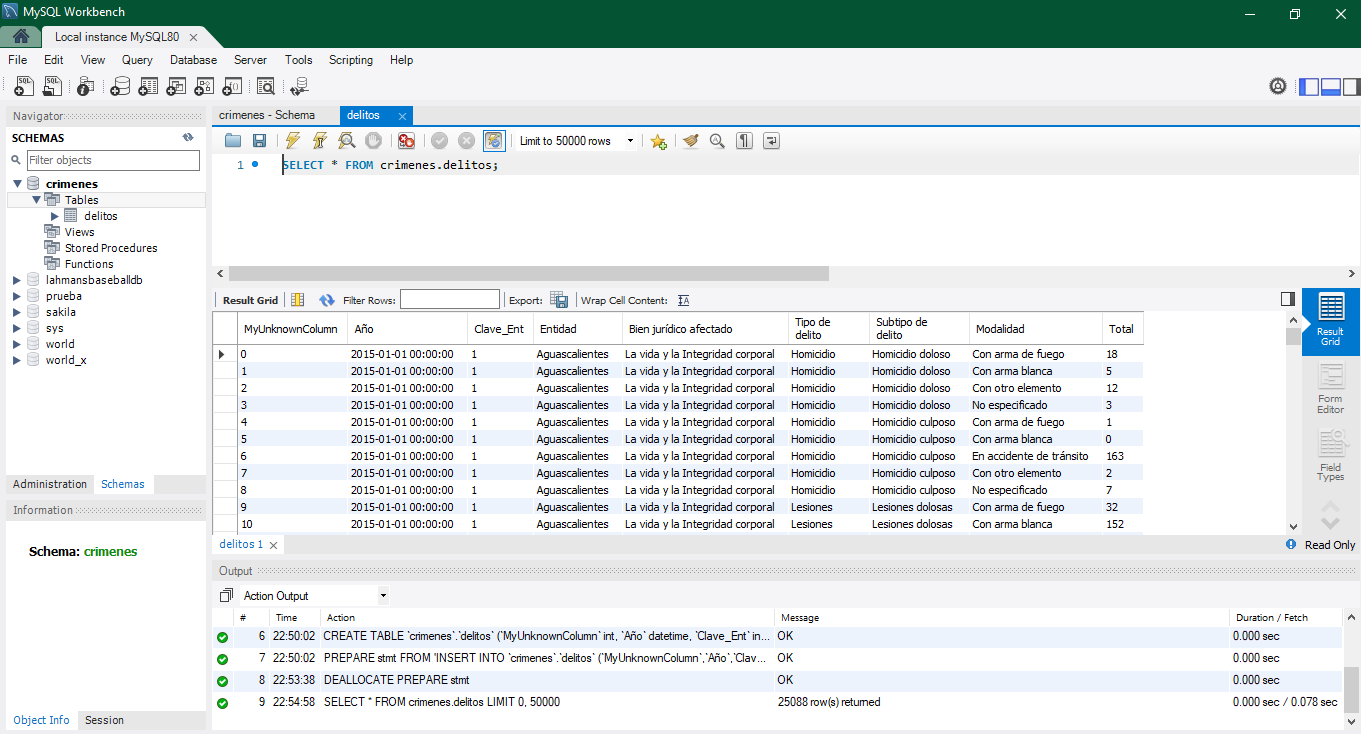 MySQL Workbench
Local instance MySQL80
File Edit View Query Database Server Tools Scripting Help
Navigator
SCHEMAS
Filter objects
crimenes
Tables
delitos
Views
Stored Procedures
Functions
lahmansbaseballdb
prueba
sakila
sys
world
world_x
Administration Schemas
Information
Schema: crimenes
Object Info Session
crimenes - Schema delitos
Limit to 50000 rows
1 SELECT * FROM crimenes.delitos;
Result Grid Filter Rows: Export: Wrap Cell Content:
MyUnknownColumn Año Clave_Ent Entidad Bien jurídico afectado Tipo de delito Subtipo de delito Modalidad Total
0 2015-01-01 00:00:00 1 Aguascalientes La vida y la Integridad corporal Homicidio Homicidio doloso Con arma de fuego 18
1 2015-01-01 00:00:00 1 Aguascalientes La vida y la Integridad corporal Homicidio Homicidio doloso Con arma blanca 5
2 2015-01-01 00:00:00 1 Aguascalientes La vida y la Integridad corporal Homicidio Homicidio doloso Con otro elemento 12
3 2015-01-01 00:00:00 1 Aguascalientes La vida y la Integridad corporal Homicidio Homicidio doloso No especificado 3
4 2015-01-01 00:00:00 1 Aguascalientes La vida y la Integridad corporal Homicidio Homicidio culposo Con arma de fuego 1
5 2015-01-01 00:00:00 1 Aguascalientes La vida y la Integridad corporal Homicidio Homicidio culposo Con arma blanca 0
6 2015-01-01 00:00:00 1 Aguascalientes La vida y la Integridad corporal Homicidio Homicidio culposo En accidente de tránsito 163
7 2015-01-01 00:00:00 1 Aguascalientes La vida y la Integridad corporal Homicidio Homicidio culposo Con otro elemento 2
8 2015-01-01 00:00:00 1 Aguascalientes La vida y la Integridad corporal Homicidio Homicidio culposo No especificado 7
9 2015-01-01 00:00:00 1 Aguascalientes La vida y la Integridad corporal Lesiones Lesiones dolosas Con arma de fuego 32
10 2015-01-01 00:00:00 1 Aguascalientes La vida y la Integridad corporal Lesiones Lesiones dolosas Con arma blanca 152
Result Grid
Form Editor
Field Types
delitos 1
Read Only
Output
Action Output
# Time Action Message Duration / Fetch
6 22:50:02 CREATE TABLE `crimenes`.`delitos` (`MyUnknownColumn` int, `Año` datetime, `Clave_Ent` in... OK 0.000 sec
7 22:50:02 PREPARE stmt FROM 'INSERT INTO `crimenes`.`delitos` (`MyUnknownColumn`,`Año`,`Clav... OK 0.000 sec
8 22:53:38 DEALLOCATE PREPARE stmt OK 0.000 sec
9 22:54:58 SELECT * FROM crimenes.delitos LIMIT 0, 50000 25088 row(s) returned 0.000 sec / 0.078 sec